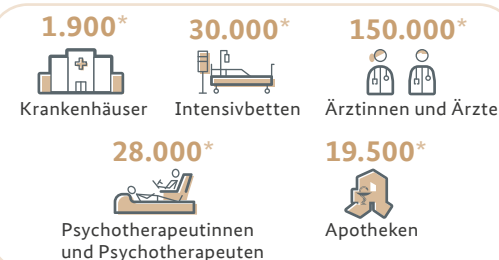 1.900*
30.000*
150.000*
Krankenhäuser
Intensivbetten
Ärztinnen und Ärzte
28.000*
19.500*
Psychotherapeutinnen
und Psychotherapeuten
Apotheken